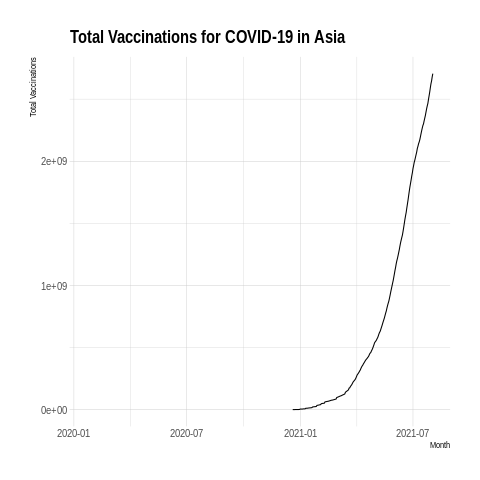 Total Vaccinations for COVID-19 in Asia
Total Vaccinations
2e+09
1e+09
0e+00
2020-01 2020-07 2021-01 2021-07
Month